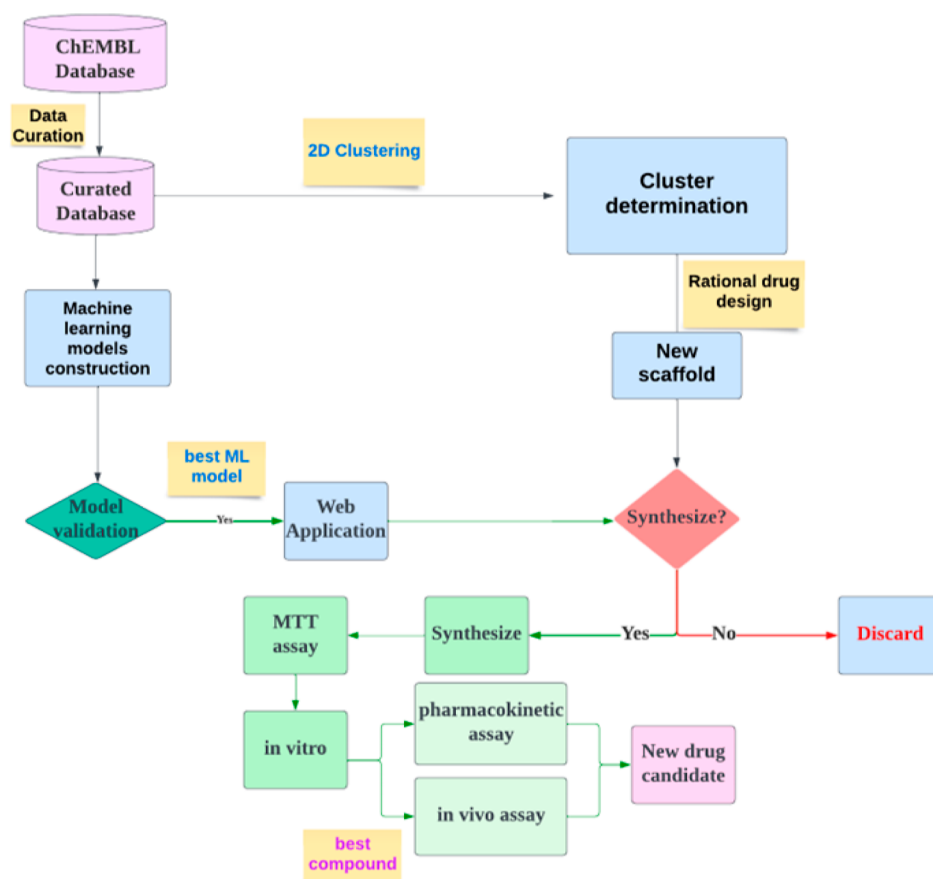 ChEMBL
Database
Data
Curation
2D Clustering
Curated
Database
Cluster
determination
Rational drug
design
Machine
learning
models
construction
New
scaffold
best ML
model
Model
validation
Yes
Web
Application
Synthesize?
MTT
assay
Synthesize
Yes
No
Discard
pharmacokinetic
assay
in vitro
New drug
candidate
in vivo assay
best
compound